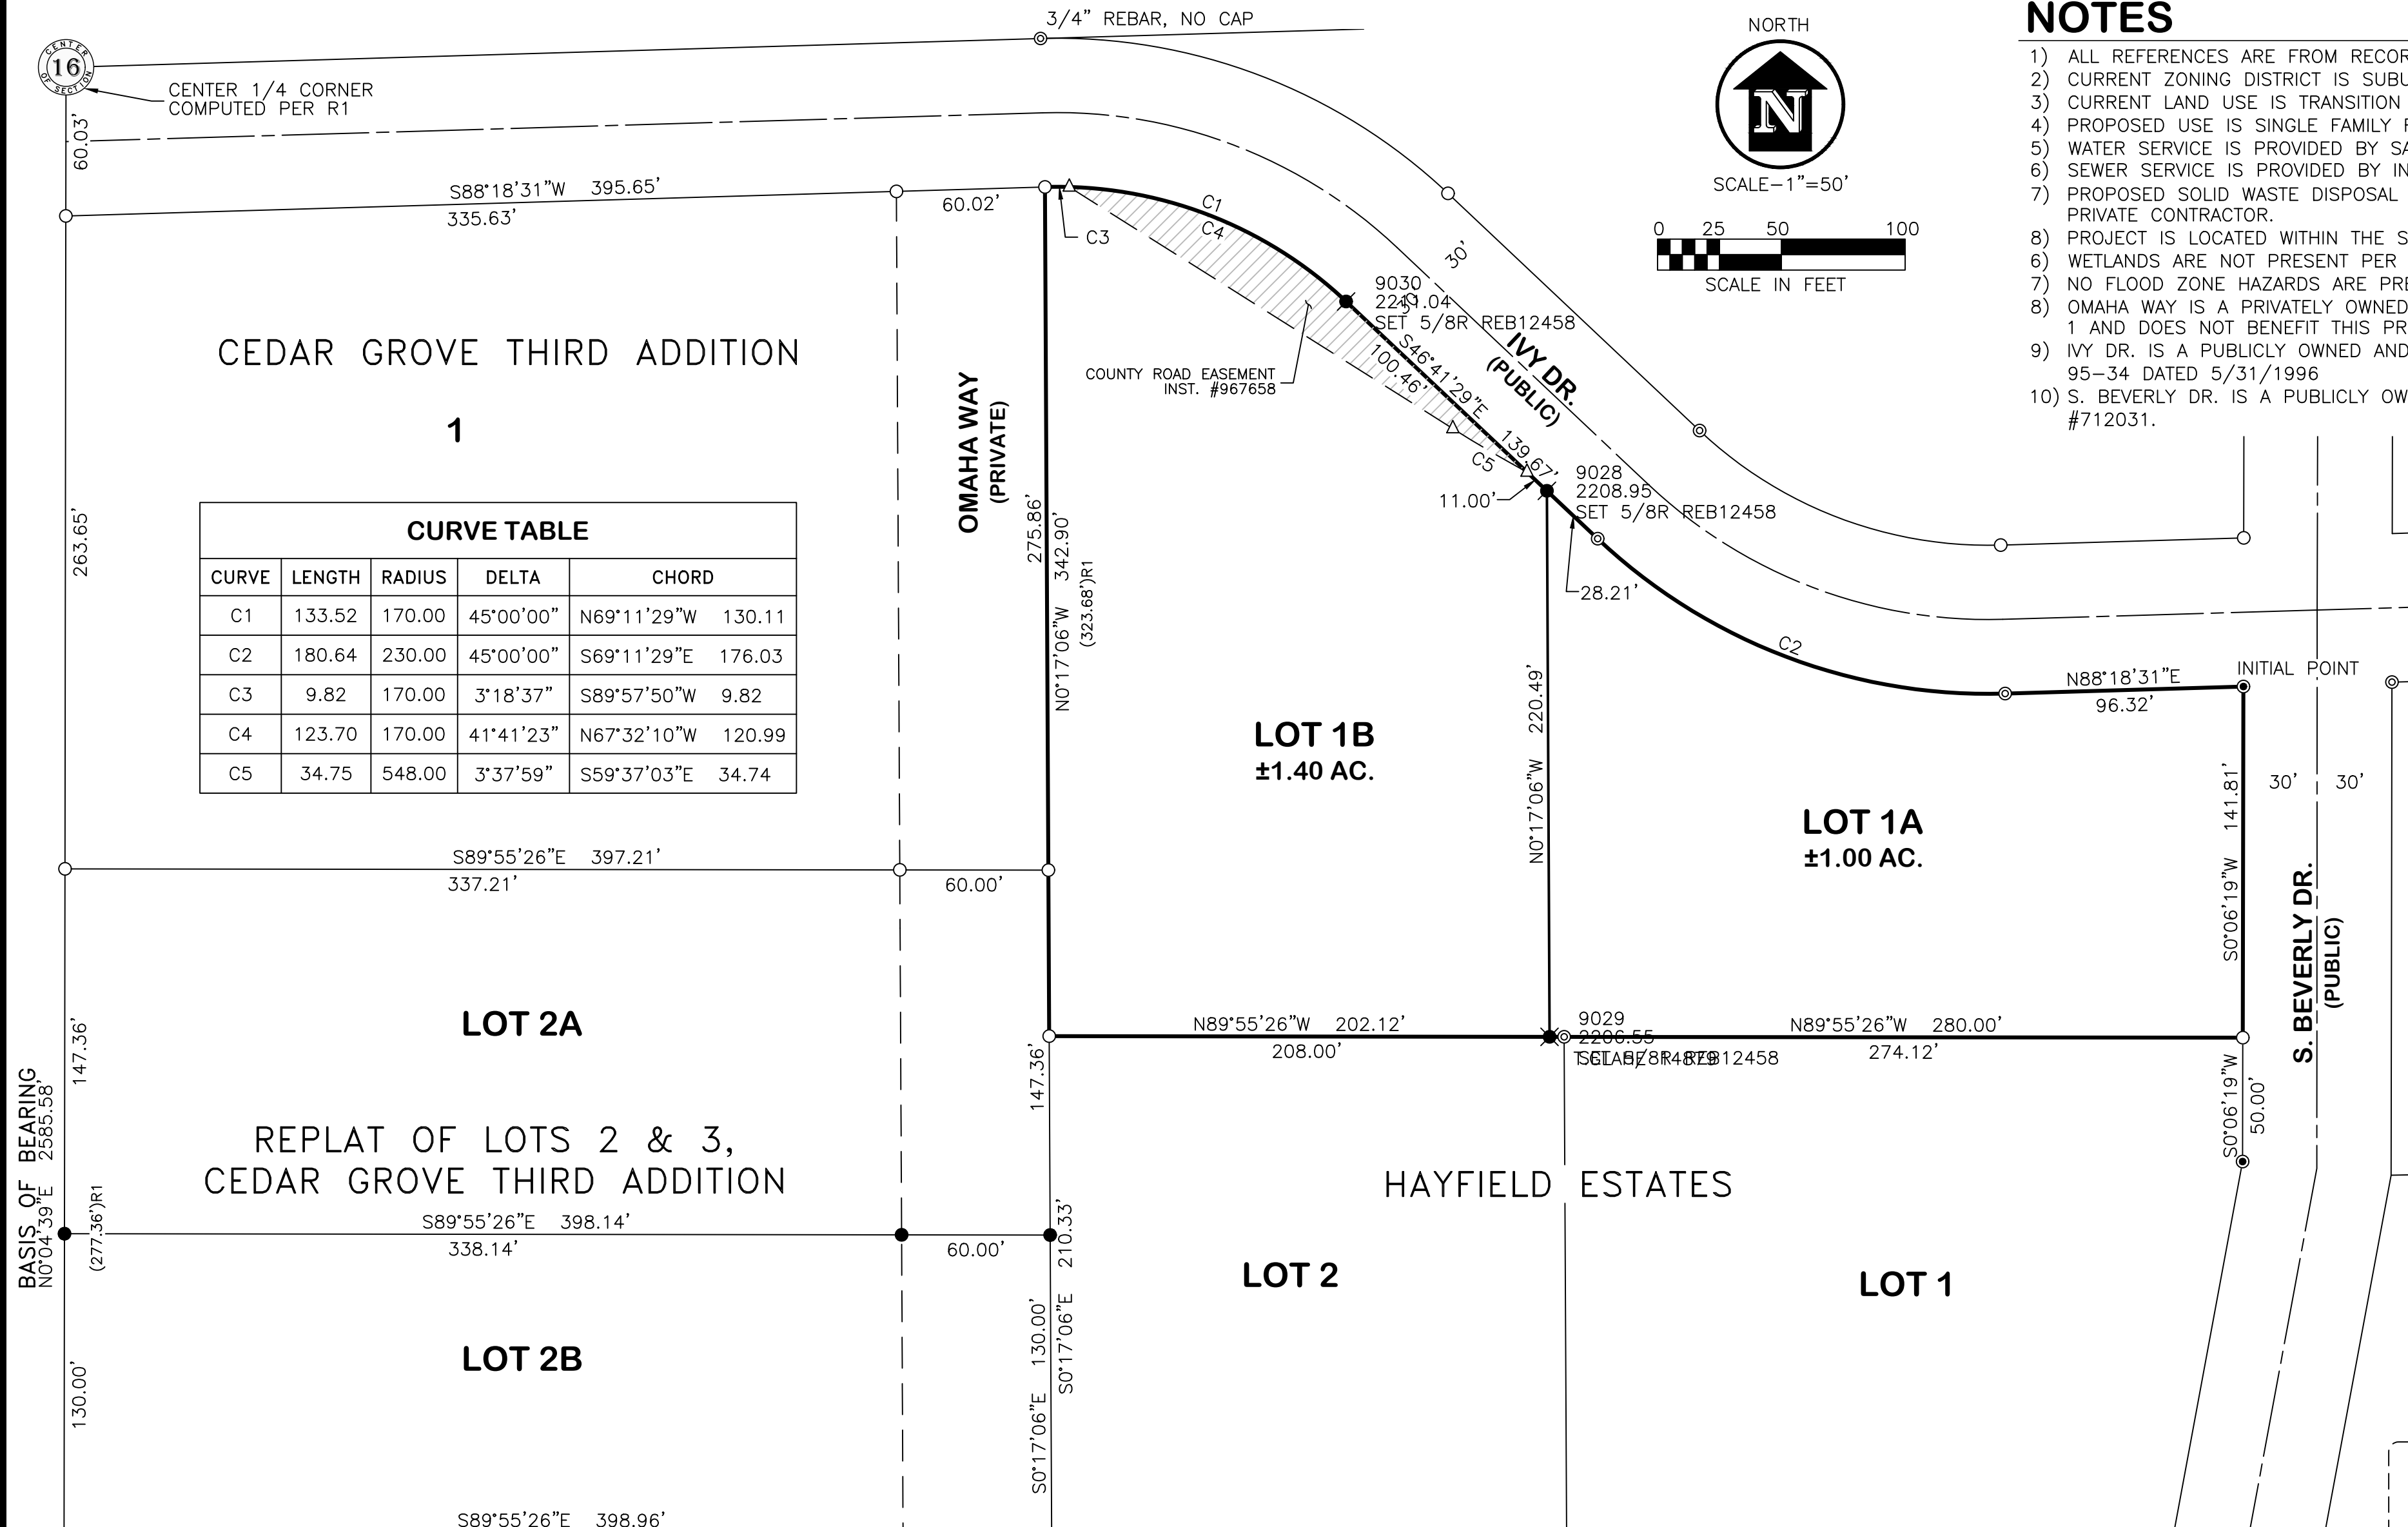 3/4" REBAR, NO CAP
CENTER OF SECTION
16
CENTER 1/4 CORNER
COMPUTED PER R1
60.03'
S88°18'31"W 395.65'
335.63'
60.02'
C3
C1
C4
30'
NORTH
N
SCALE-1"=50'
0 25 50 100
SCALE IN FEET
NOTES
1) ALL REFERENCES ARE FROM RECOR
2) CURRENT ZONING DISTRICT IS SUBU
3) CURRENT LAND USE IS TRANSITION
4) PROPOSED USE IS SINGLE FAMILY
5) WATER SERVICE IS PROVIDED BY SA
6) SEWER SERVICE IS PROVIDED BY IN
7) PROPOSED SOLID WASTE DISPOSAL
PRIVATE CONTRACTOR.
8) PROJECT IS LOCATED WITHIN THE S
6) WETLANDS ARE NOT PRESENT PER
7) NO FLOOD ZONE HAZARDS ARE PRE
8) OMAHA WAY IS A PRIVATELY OWNED
1 AND DOES NOT BENEFIT THIS PR
9) IVY DR. IS A PUBLICLY OWNED AND
95-34 DATED 5/31/1996
10) S. BEVERLY DR. IS A PUBLICLY OW
#712031.
9030
2211.04
30'
SET 5/8R REB12458
S46°41'29"E
100.46'
139.67'
IVY DR.
(PUBLIC)
COUNTY ROAD EASEMENT
INST. #967658
C5
11.00'
9028
2208.95
SET 5/8R REB12458
28.21'
C2
CEDAR GROVE THIRD ADDITION
1
OMAHA WAY
(PRIVATE)
263.65'
275.86'
N0°17'06"W 342.90'
(323.68')R1
CURVE TABLE
CURVE LENGTH RADIUS DELTA CHORD
C1 133.52 170.00 45°00'00" N69°11'29"W 130.11
C2 180.64 230.00 45°00'00" S69°11'29"E 176.03
C3 9.82 170.00 3°18'37" S89°57'50"W 9.82
C4 123.70 170.00 41°41'23" N67°32'10"W 120.99
C5 34.75 548.00 3°37'59" S59°37'03"E 34.74
INITIAL POINT
N88°18'31"E
96.32'
LOT 1B
±1.40 AC.
N0°17'06"W 220.49'
LOT 1A
±1.00 AC.
S0°06'19"W 141.81'
30' 30'
S. BEVERLY DR.
(PUBLIC)
S89°55'26"E 397.21'
337.21'
60.00'
LOT 2A
147.36'
147.36'
N89°55'26"W 202.12'
208.00'
9029
2206.55
N89°55'26"W 280.00'
274.12'
S0°06'19"W
50.00'
BASIS OF BEARING
N0°04'39"E 2585.58'
(277.36')R1
REPLAT OF LOTS 2 & 3,
CEDAR GROVE THIRD ADDITION
HAYFIELD ESTATES
S89°55'26"E 398.14'
338.14'
60.00'
S0°17'06"E 210.33'
LOT 2
LOT 1
LOT 2B
130.00'
S0°17'06"E 130.00'
S89°55'26"E 398.96'